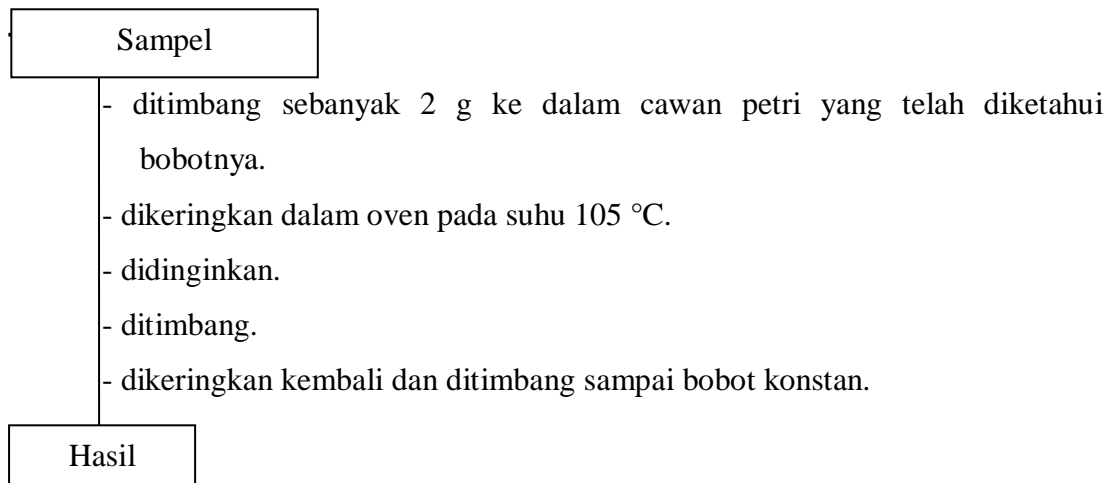 Sampel
- ditimbang sebanyak 2 g ke dalam cawan petri yang telah diketahui
bobotnya.
- dikeringkan dalam oven pada suhu 105 °C.
- didinginkan.
- ditimbang.
- dikeringkan kembali dan ditimbang sampai bobot konstan.
Hasil